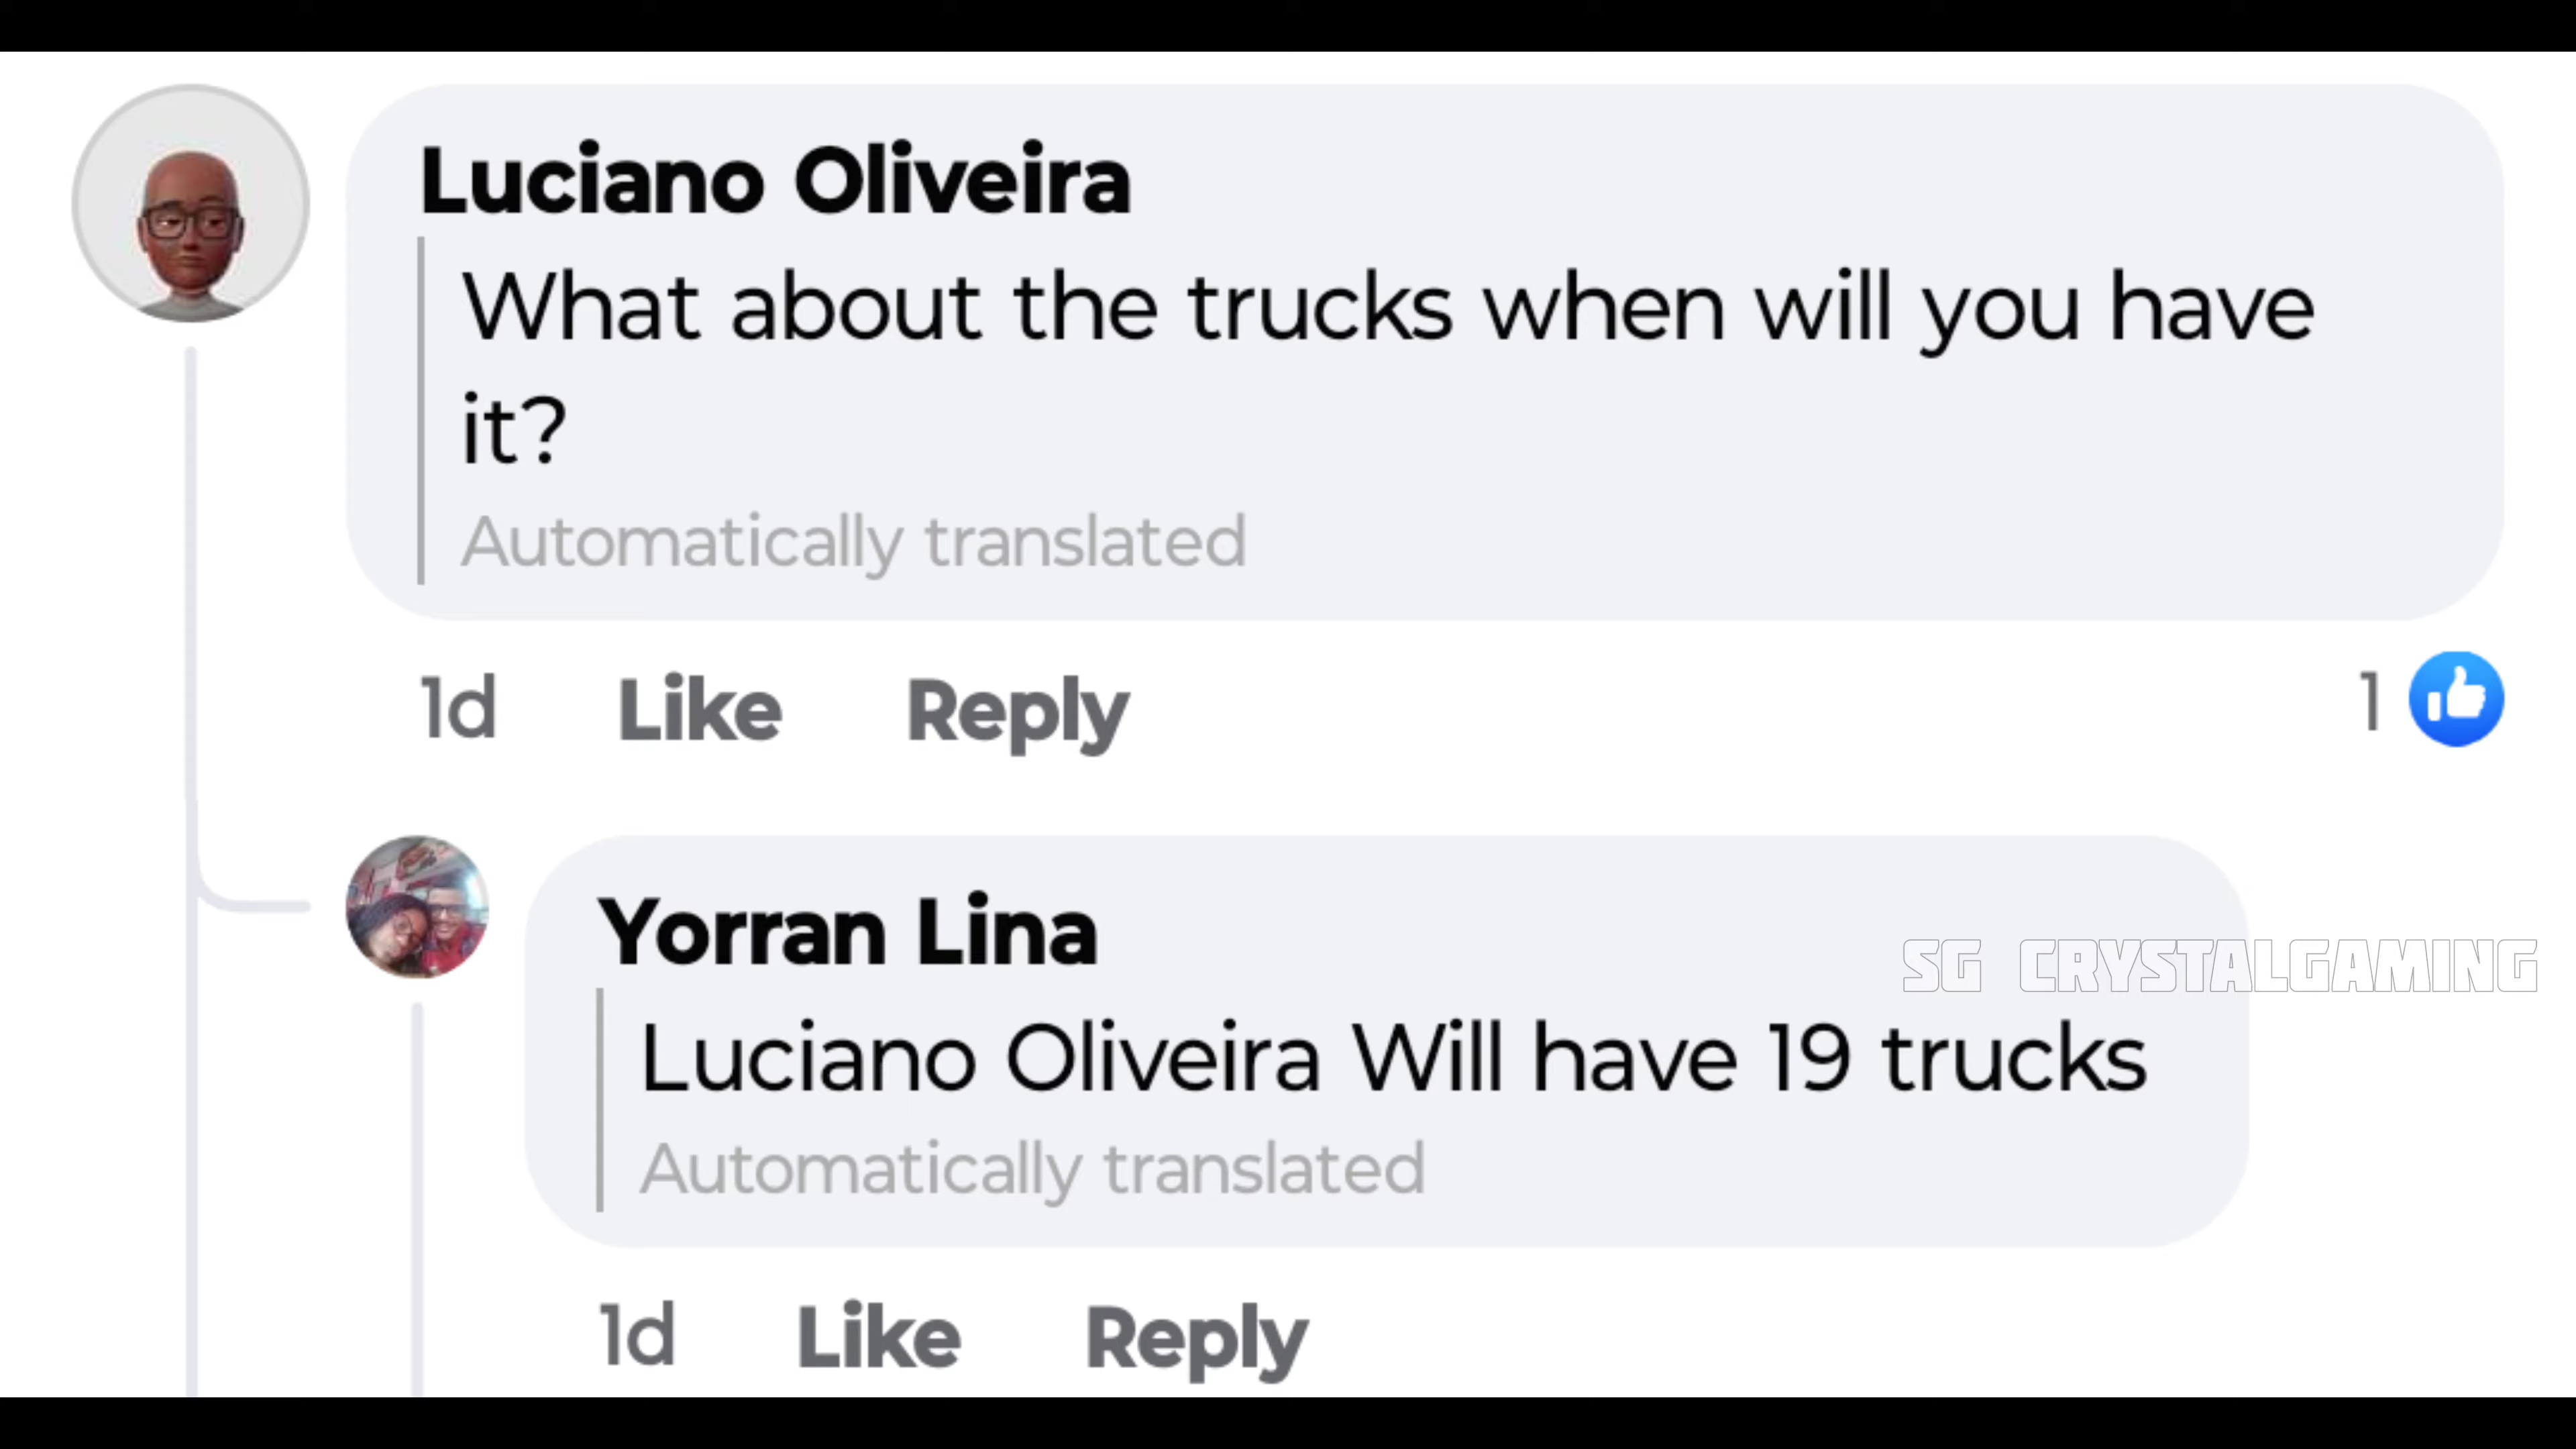 Luciano Oliveira
What about the trucks when will you have
it?
Automatically translated
1d Like Reply 1
Yorran Lina
SG CRYSTALGAMING
Luciano Oliveira Will have 19 trucks
Automatically translated
1d Like Reply